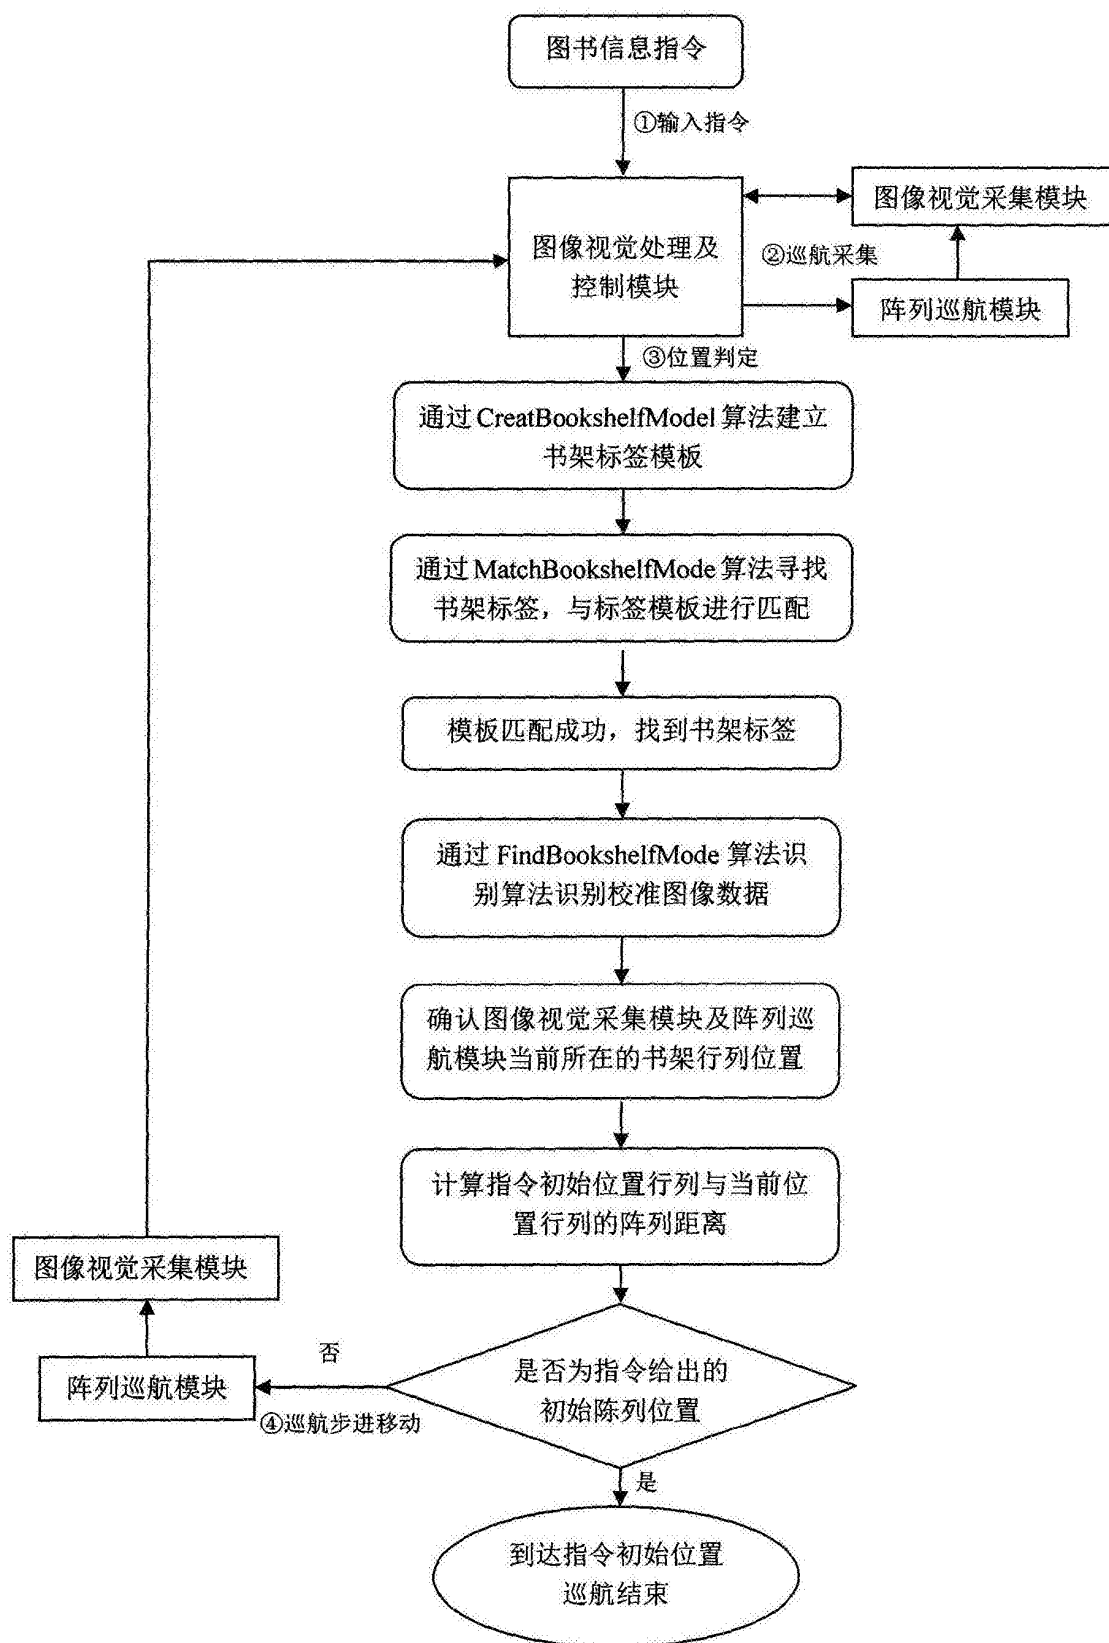 图书信息指令
①输入指令
图像视觉采集模块
图像视觉处理及
控制模块
②巡航采集
阵列巡航模块
③位置判定
通过CreatBookshelfModel算法建立
书架标签模板
通过MatchBookshelfMode算法寻找
书架标签，与标签模板进行匹配
模板匹配成功，找到书架标签
通过FindBookshelfMode算法识
别算法识别校准图像数据
确认图像视觉采集模块及阵列巡
航模块当前所在的书架行列位置
计算指令初始位置行列与当前位
置行列的阵列距离
图像视觉采集模块
阵列巡航模块
否
④巡航步进移动
是否为指令给出的
初始陈列位置
是
到达指令初始位置
巡航结束